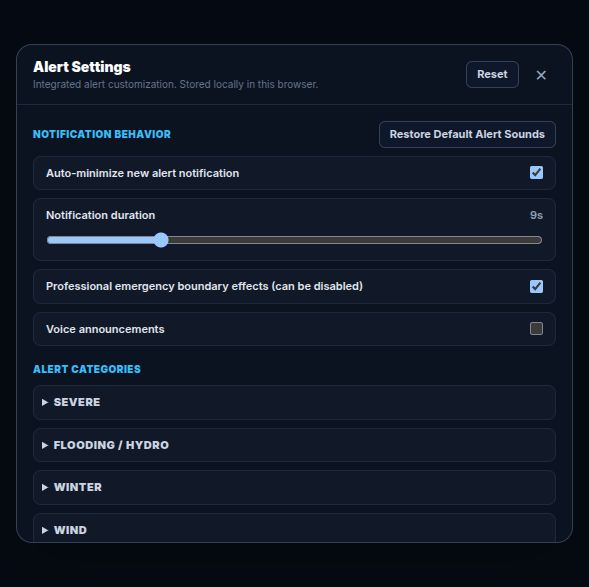 Alert Settings
Integrated alert customization. Stored locally in this browser.
Reset
✕
NOTIFICATION BEHAVIOR
Restore Default Alert Sounds
Auto-minimize new alert notification
Notification duration
9s
Professional emergency boundary effects (can be disabled)
Voice announcements
ALERT CATEGORIES
SEVERE
FLOODING / HYDRO
WINTER
WIND